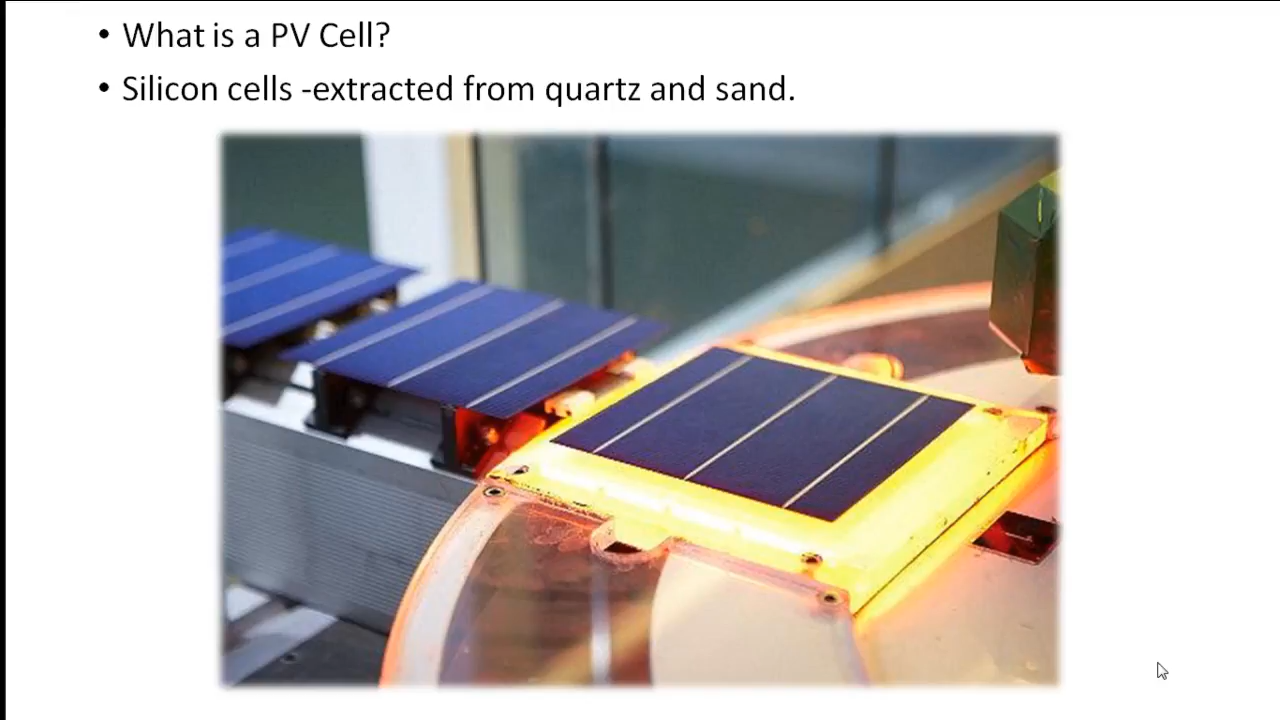 • What is a PV Cell?
• Silicon cells -extracted from quartz and sand.